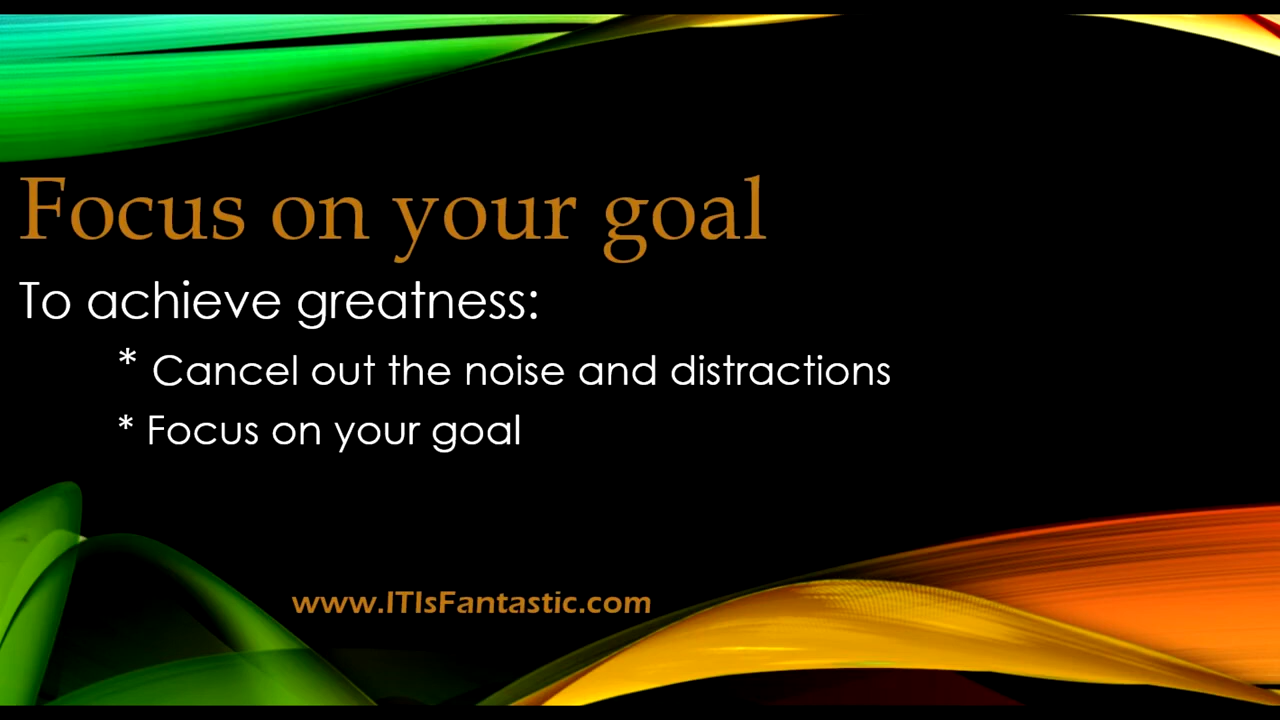 Focus on your goal
To achieve greatness:
* Cancel out the noise and distractions
* Focus on your goal
www.ITIsFantastic.com